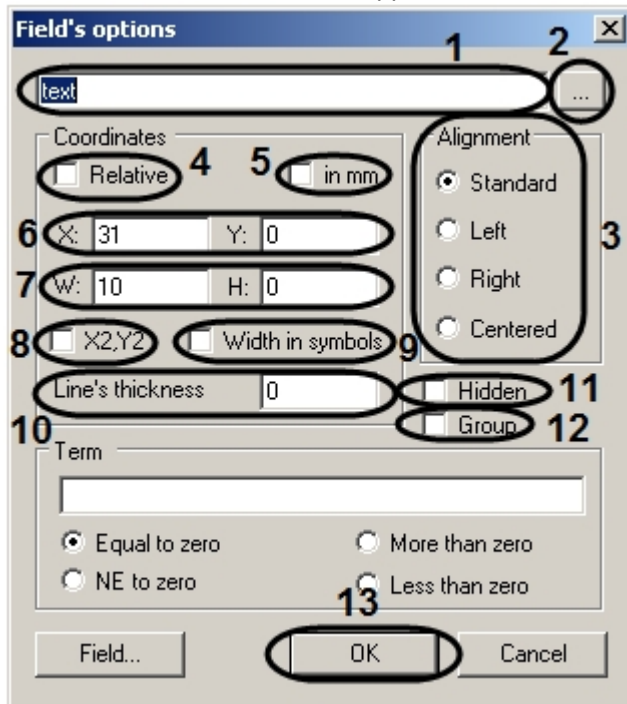 Field's options
1 2
text ...
Coordinates Alignment
Relative 4 5 in mm Standard
6 X: 31 Y: 0 Left 3
7 W: 10 H: 0 Right
8 X2,Y2 Width in symbols 9 Centered
Line's thickness 0 Hidden 11
10 Group 12
Term
Equal to zero More than zero
NE to zero Less than zero
13
Field... OK Cancel